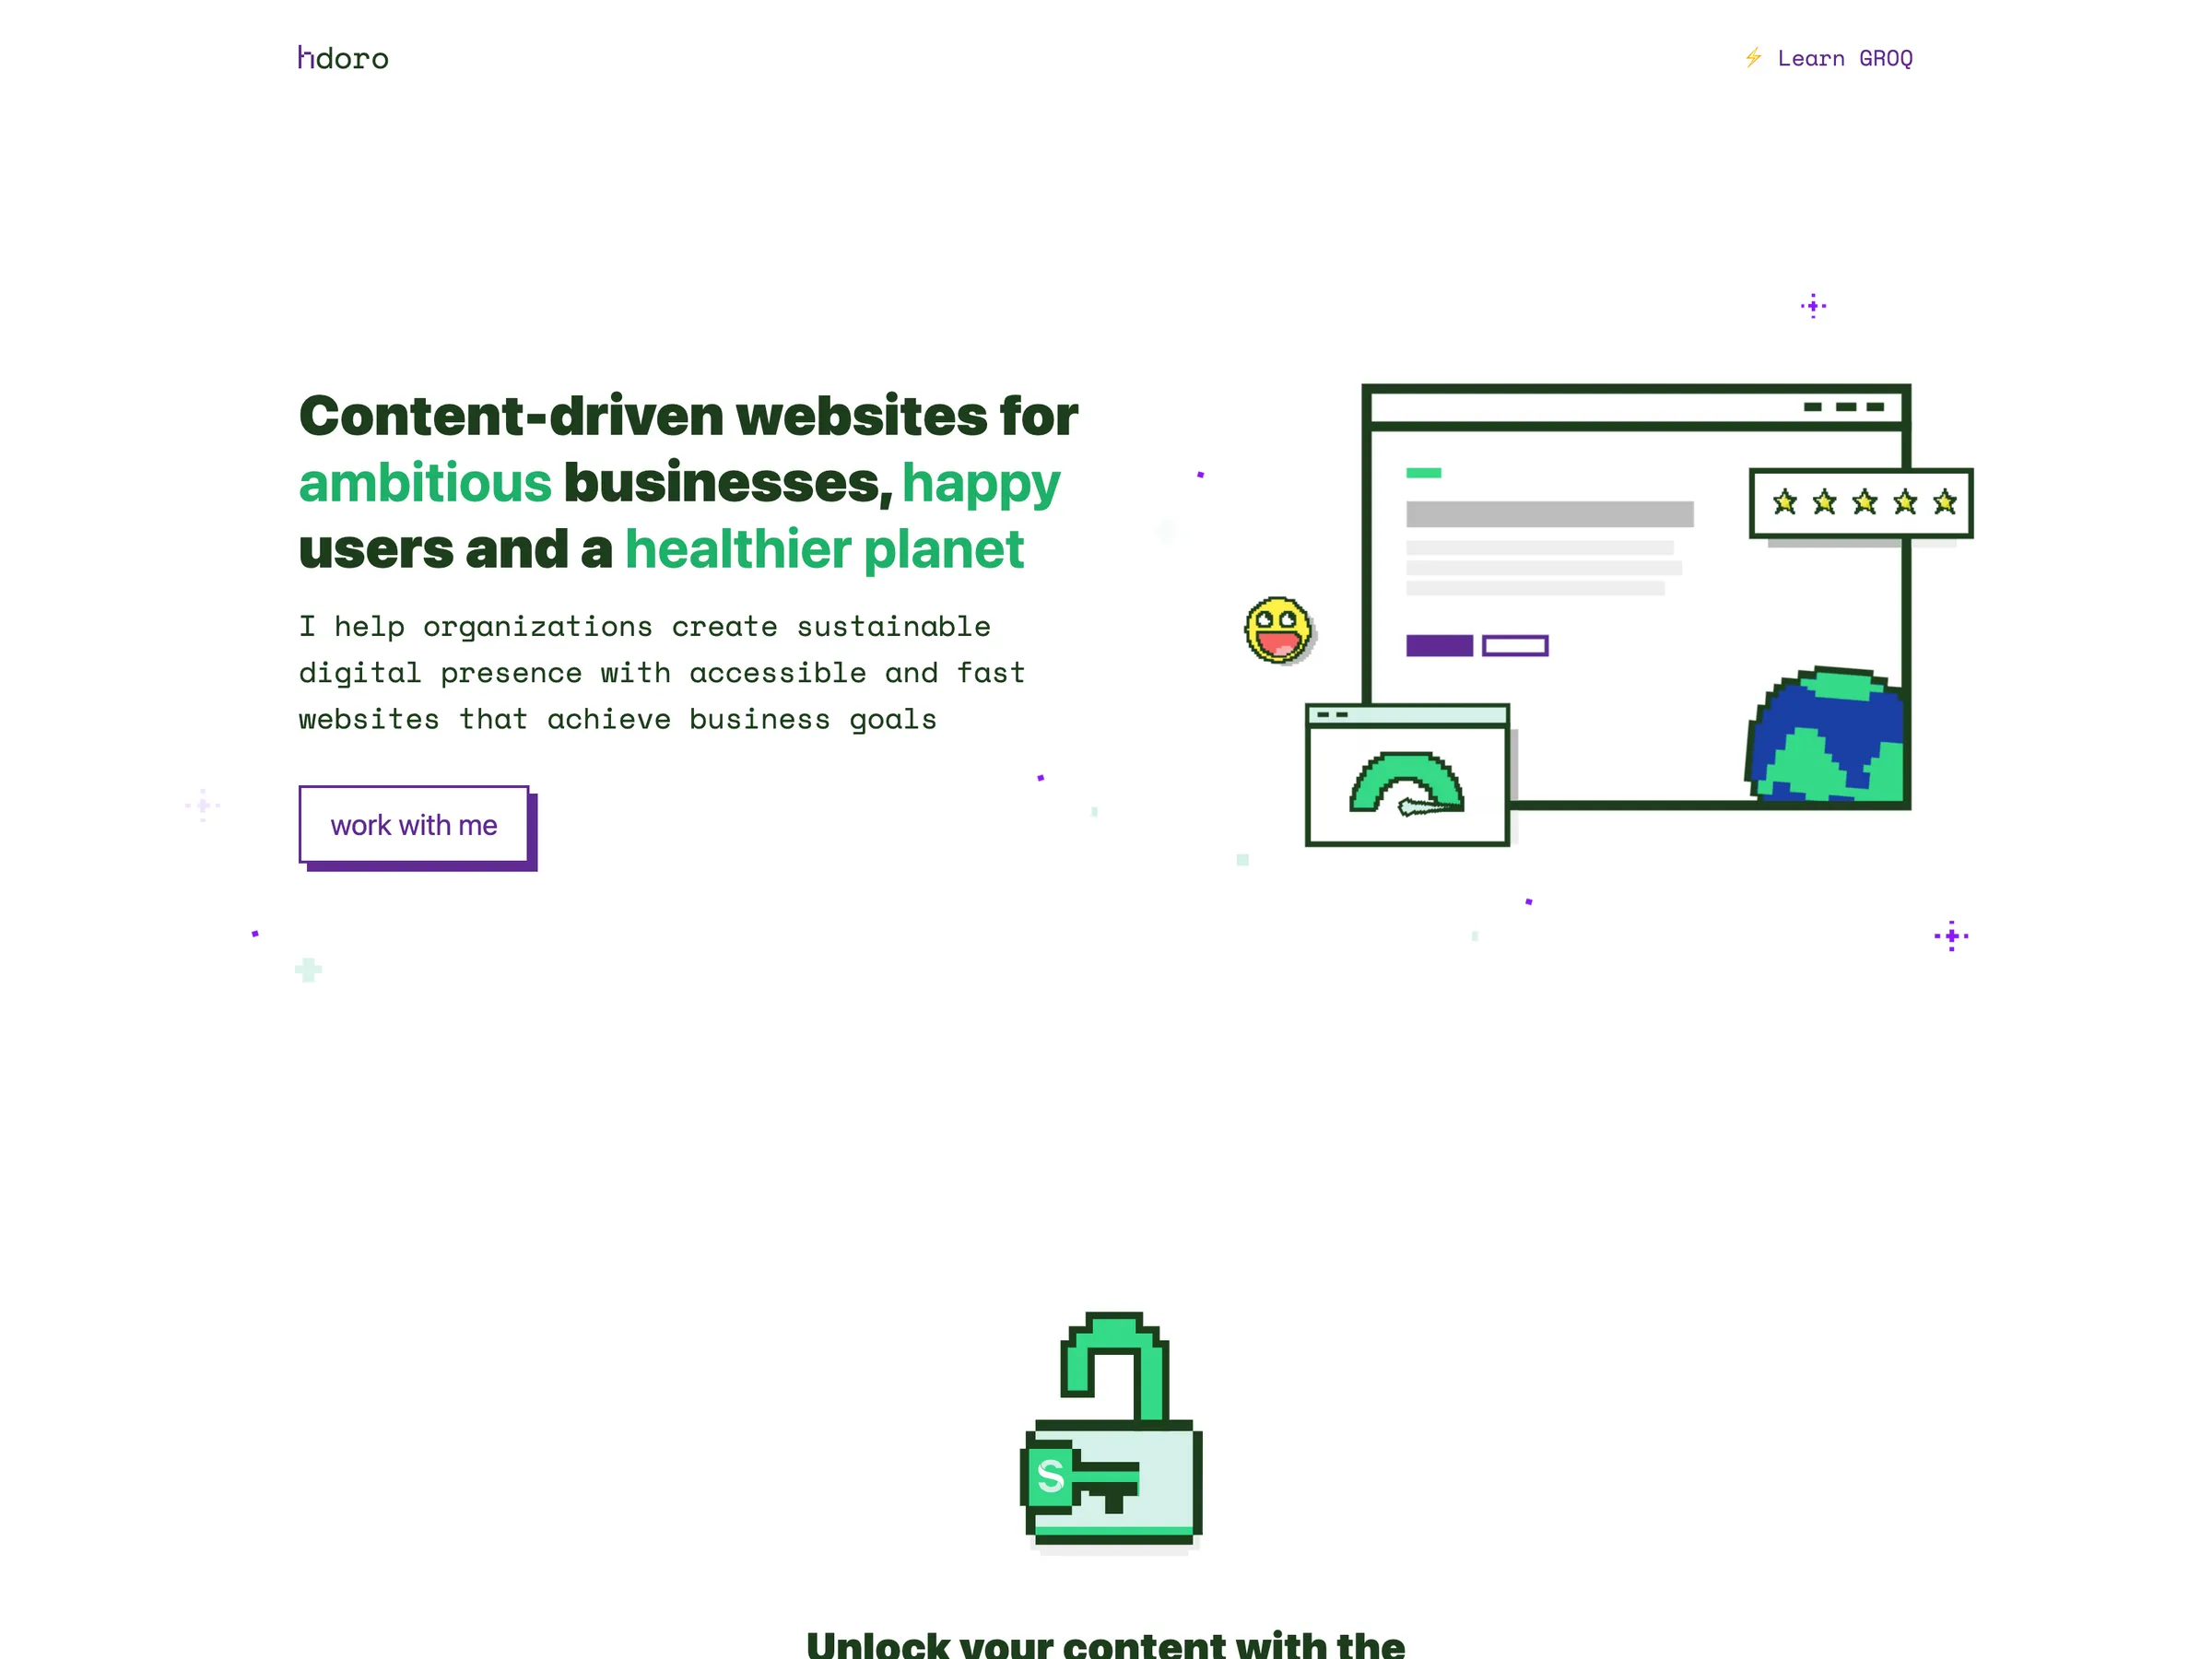 hdoro
⚡ Learn GROQ
Content-driven websites for
ambitious businesses, happy
users and a healthier planet
I help organizations create sustainable
digital presence with accessible and fast
websites that achieve business goals
work with me
S
Unlock your content with the